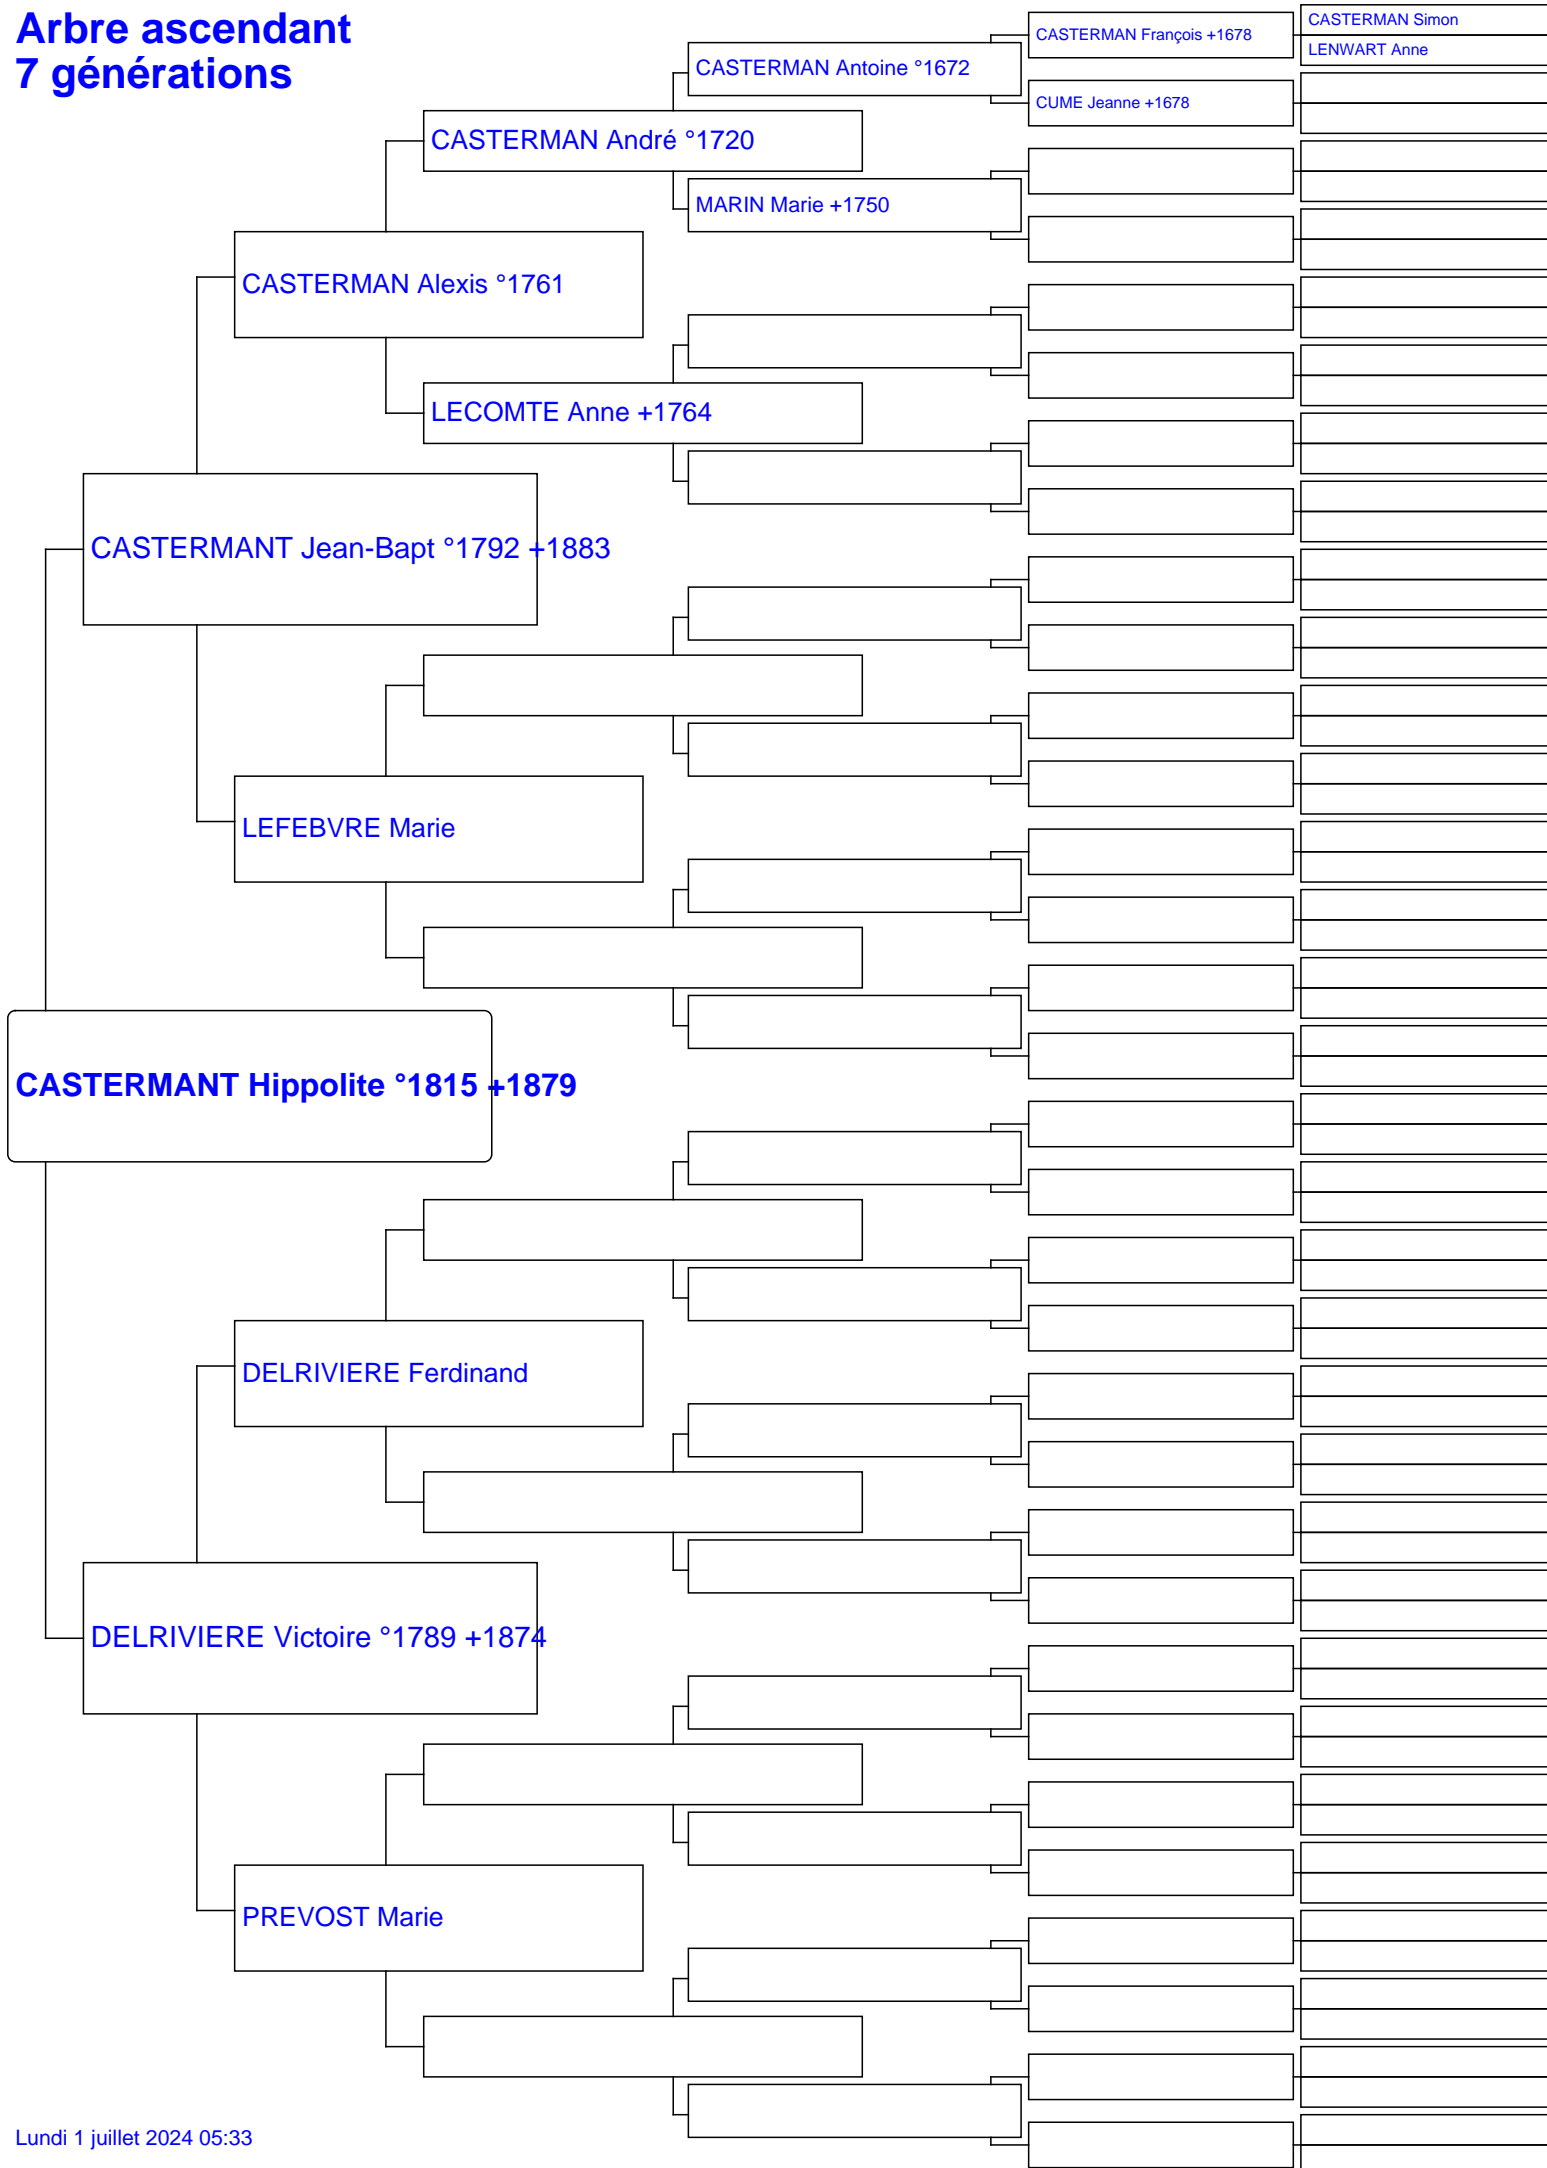 Arbre ascendant
7 générations
CASTERMAN Simon
CASTERMAN François +1678
LENWART Anne
CASTERMAN Antoine °1672
CUME Jeanne +1678
CASTERMAN André °1720
MARIN Marie +1750
CASTERMAN Alexis °1761
LECOMTE Anne +1764
CASTERMANT Jean-Bapt °1792 +1883
LEFEBVRE Marie
CASTERMANT Hippolite °1815 +1879
DELRIVIERE Ferdinand
DELRIVIERE Victoire °1789 +1874
PREVOST Marie
Lundi 1 juillet 2024 05:33